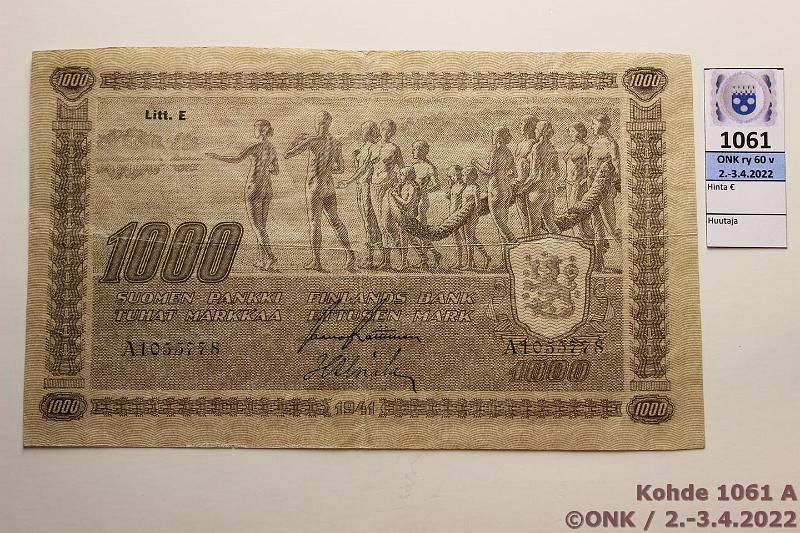 1000 1000
Litt. E
1000
SUOMEN PANKKI FINLANDS BANK
TUHAT MARKKAA ETTUSEN MARK
A1055778 A1055778
1000
1000 1941 1000
1061
ONK ry 60 v
2.-3.4.2022
Hinta €
Huutaja
Kohde 1061 A
©ONK / 2.-3.4.2022